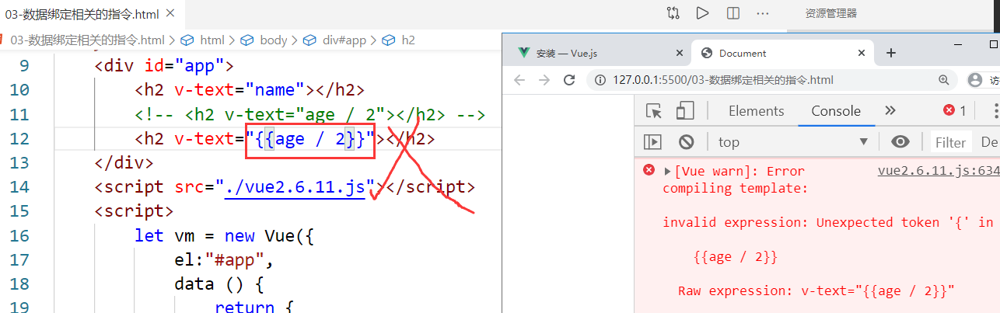 03-数据绑定相关的指令.html
资源管理器
03-数据绑定相关的指令.html > html > body > div#app > h2
9 <div id="app">
10 <h2 v-text="name"></h2>
11 <!-- <h2 v-text="age / 2"></h2> -->
12 <h2 v-text="{{age / 2}}"></h2>
13 </div>
14 <script src="./vue2.6.11.js"></script>
15 <script>
16 let vm = new Vue({
17 el:"#app",
18 data () {
19 return {
安装 — Vue.js
Document
127.0.0.1:5500/03-数据绑定相关的指令.html
Elements Console 1
top Filter De
[Vue warn]: Error vue2.6.11.js:634
compiling template:
invalid expression: Unexpected token '{' in
{{age / 2}}
Raw expression: v-text="{{age / 2}}"